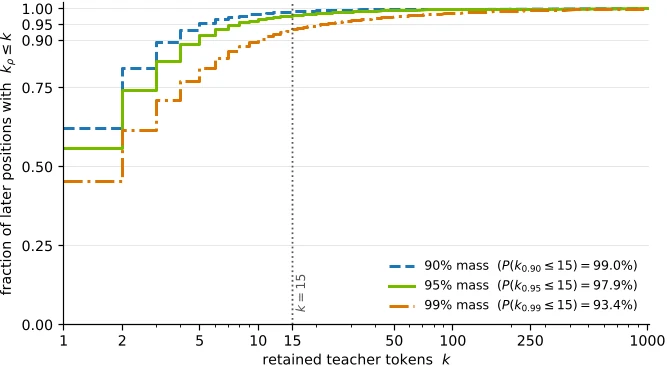 fraction of later positions with k_ρ ≤ k
1.00
0.95
0.90
0.75
0.50
0.25
0.00
k = 15
90% mass (P(k_0.90 ≤ 15) = 99.0%)
95% mass (P(k_0.95 ≤ 15) = 97.9%)
99% mass (P(k_0.99 ≤ 15) = 93.4%)
1 2 5 10 15 50 100 250 1000
retained teacher tokens k